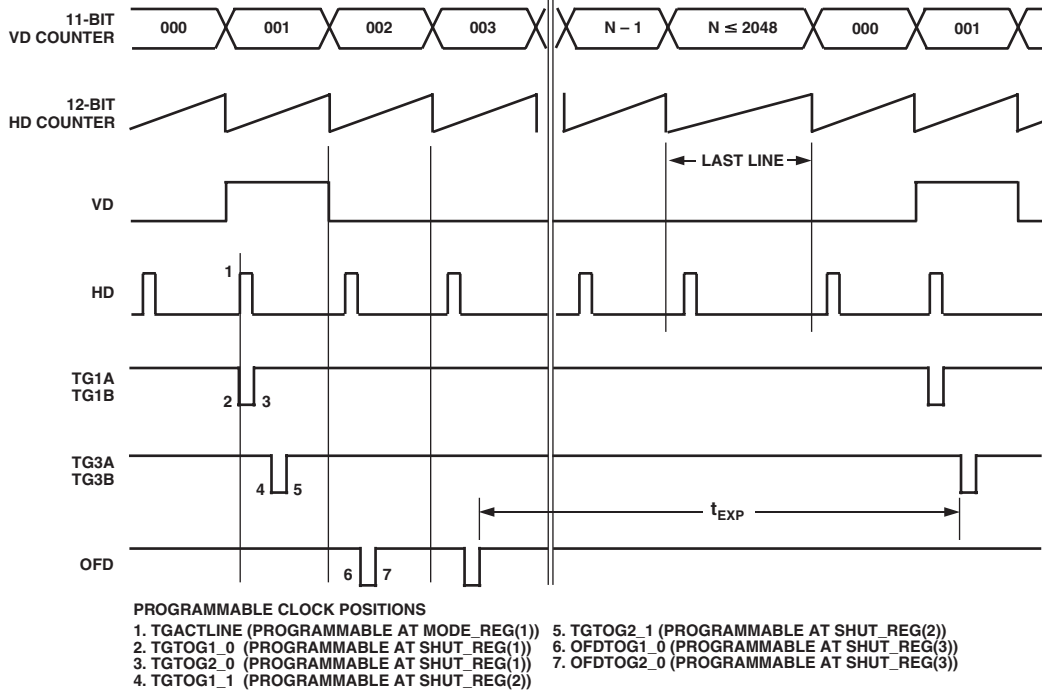 11-BIT
VD COUNTER
000 001 002 003 N – 1 N ≤ 2048 000 001
12-BIT
HD COUNTER
LAST LINE
VD
1
HD
TG1A
TG1B
2 3
TG3A
TG3B
4 5
tEXP
OFD
6 7
PROGRAMMABLE CLOCK POSITIONS
1. TGACTLINE (PROGRAMMABLE AT MODE_REG(1))
2. TGTOG1_0 (PROGRAMMABLE AT SHUT_REG(1))
3. TGTOG2_0 (PROGRAMMABLE AT SHUT_REG(1))
4. TGTOG1_1 (PROGRAMMABLE AT SHUT_REG(2))
5. TGTOG2_1 (PROGRAMMABLE AT SHUT_REG(2))
6. OFDTOG1_0 (PROGRAMMABLE AT SHUT_REG(3))
7. OFDTOG2_0 (PROGRAMMABLE AT SHUT_REG(3))